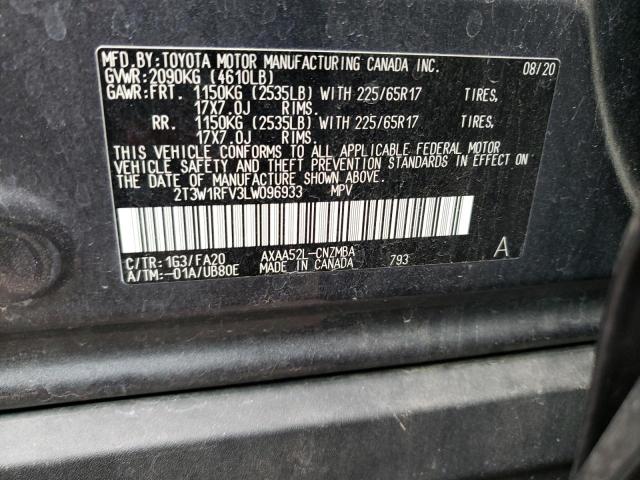 MFD.BY:TOYOTA MOTOR MANUFACTURING CANADA INC. 08/20
GVWR:2090KG (4610LB)
GAWR:FRT. 1150KG (2535LB) WITH 225/65R17 TIRES,
17X7.0J RIMS.
RR. 1150KG (2535LB) WITH 225/65R17 TIRES,
17X7.0J RIMS.
THIS VEHICLE CONFORMS TO ALL APPLICABLE FEDERAL MOTOR
VEHICLE SAFETY AND THEFT PREVENTION STANDARDS IN EFFECT ON
THE DATE OF MANUFACTURE SHOWN ABOVE.
2T3W1RFV3LW096933 MPV
C/TR:1G3/FA20 AXAA52L-CNZMBA 793 A
A/TM:-01A/UB80E MADE IN CANADA